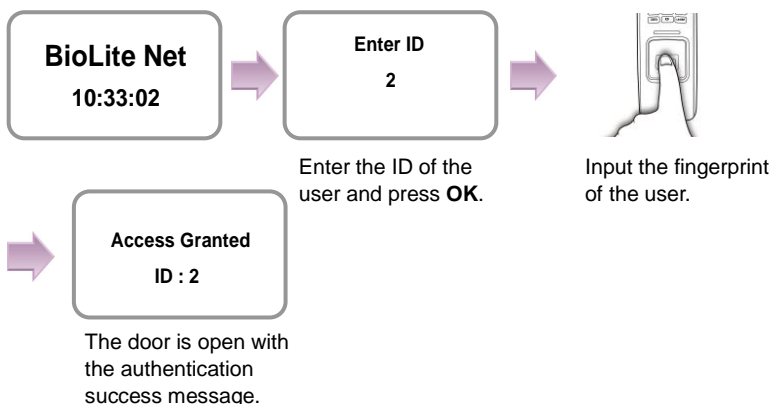 BioLite Net
10:33:02
Enter ID
2
Enter the ID of the
user and press OK.
Input the fingerprint
of the user.
Access Granted
ID : 2
The door is open with
the authentication
success message.